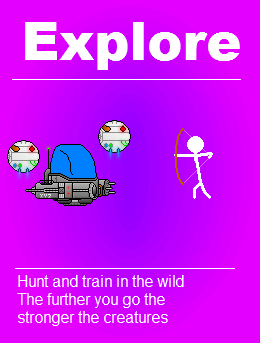 Explore
Hunt and train in the wild
The further you go the
stronger the creatures